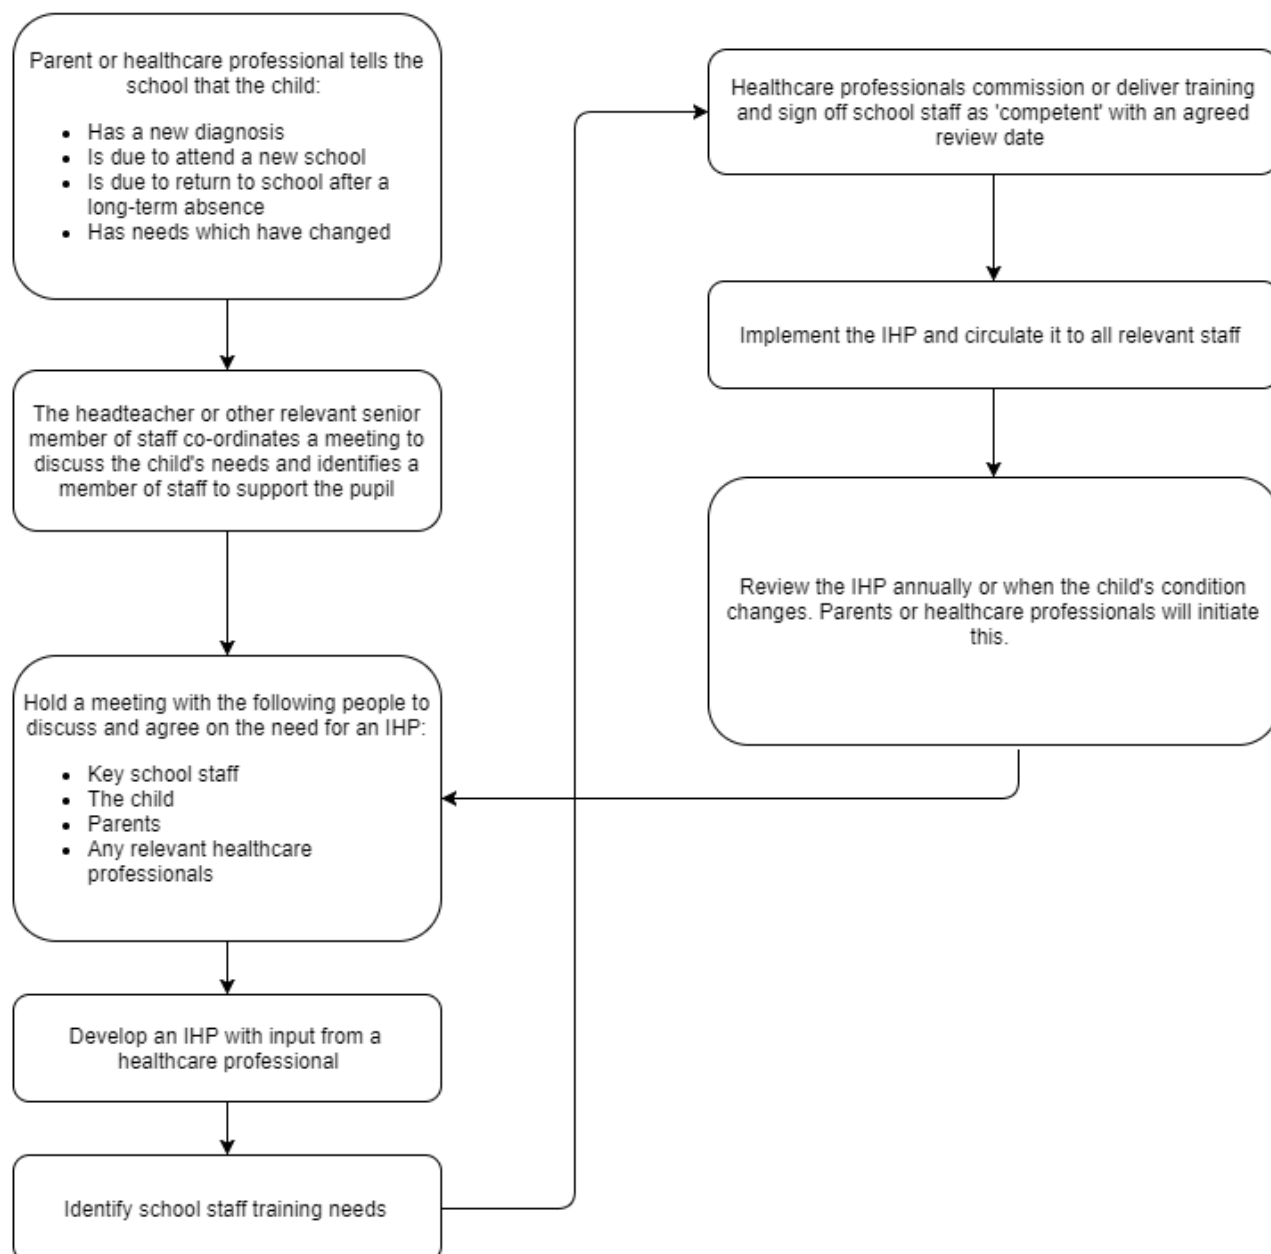 Parent or healthcare professional tells the
school that the child:
• Has a new diagnosis
• Is due to attend a new school
• Is due to return to school after a
long-term absence
• Has needs which have changed
The headteacher or other relevant senior
member of staff co-ordinates a meeting to
discuss the child's needs and identifies a
member of staff to support the pupil
Hold a meeting with the following people to
discuss and agree on the need for an IHP:
• Key school staff
• The child
• Parents
• Any relevant healthcare
professionals
Develop an IHP with input from a
healthcare professional
Identify school staff training needs
Healthcare professionals commission or deliver training
and sign off school staff as 'competent' with an agreed
review date
Implement the IHP and circulate it to all relevant staff
Review the IHP annually or when the child's condition
changes. Parents or healthcare professionals will initiate
this.